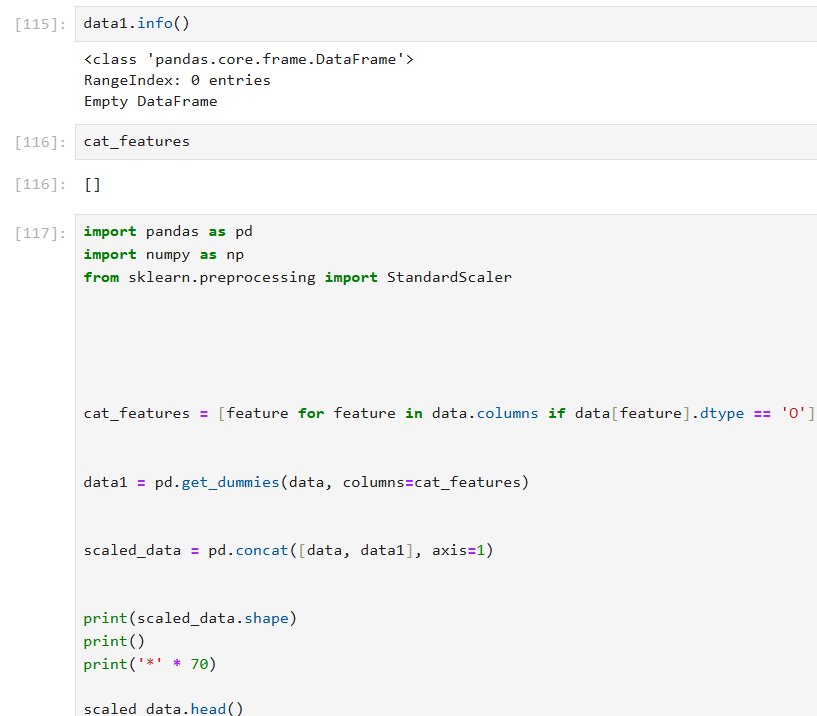 [115]: data1.info()
<class 'pandas.core.frame.DataFrame'>
RangeIndex: 0 entries
Empty DataFrame
[116]: cat_features
[116]: []
[117]: import pandas as pd
import numpy as np
from sklearn.preprocessing import StandardScaler
cat_features = [feature for feature in data.columns if data[feature].dtype == 'O']
data1 = pd.get_dummies(data, columns=cat_features)
scaled_data = pd.concat([data, data1], axis=1)
print(scaled_data.shape)
print()
print('*' * 70)
scaled_data.head()